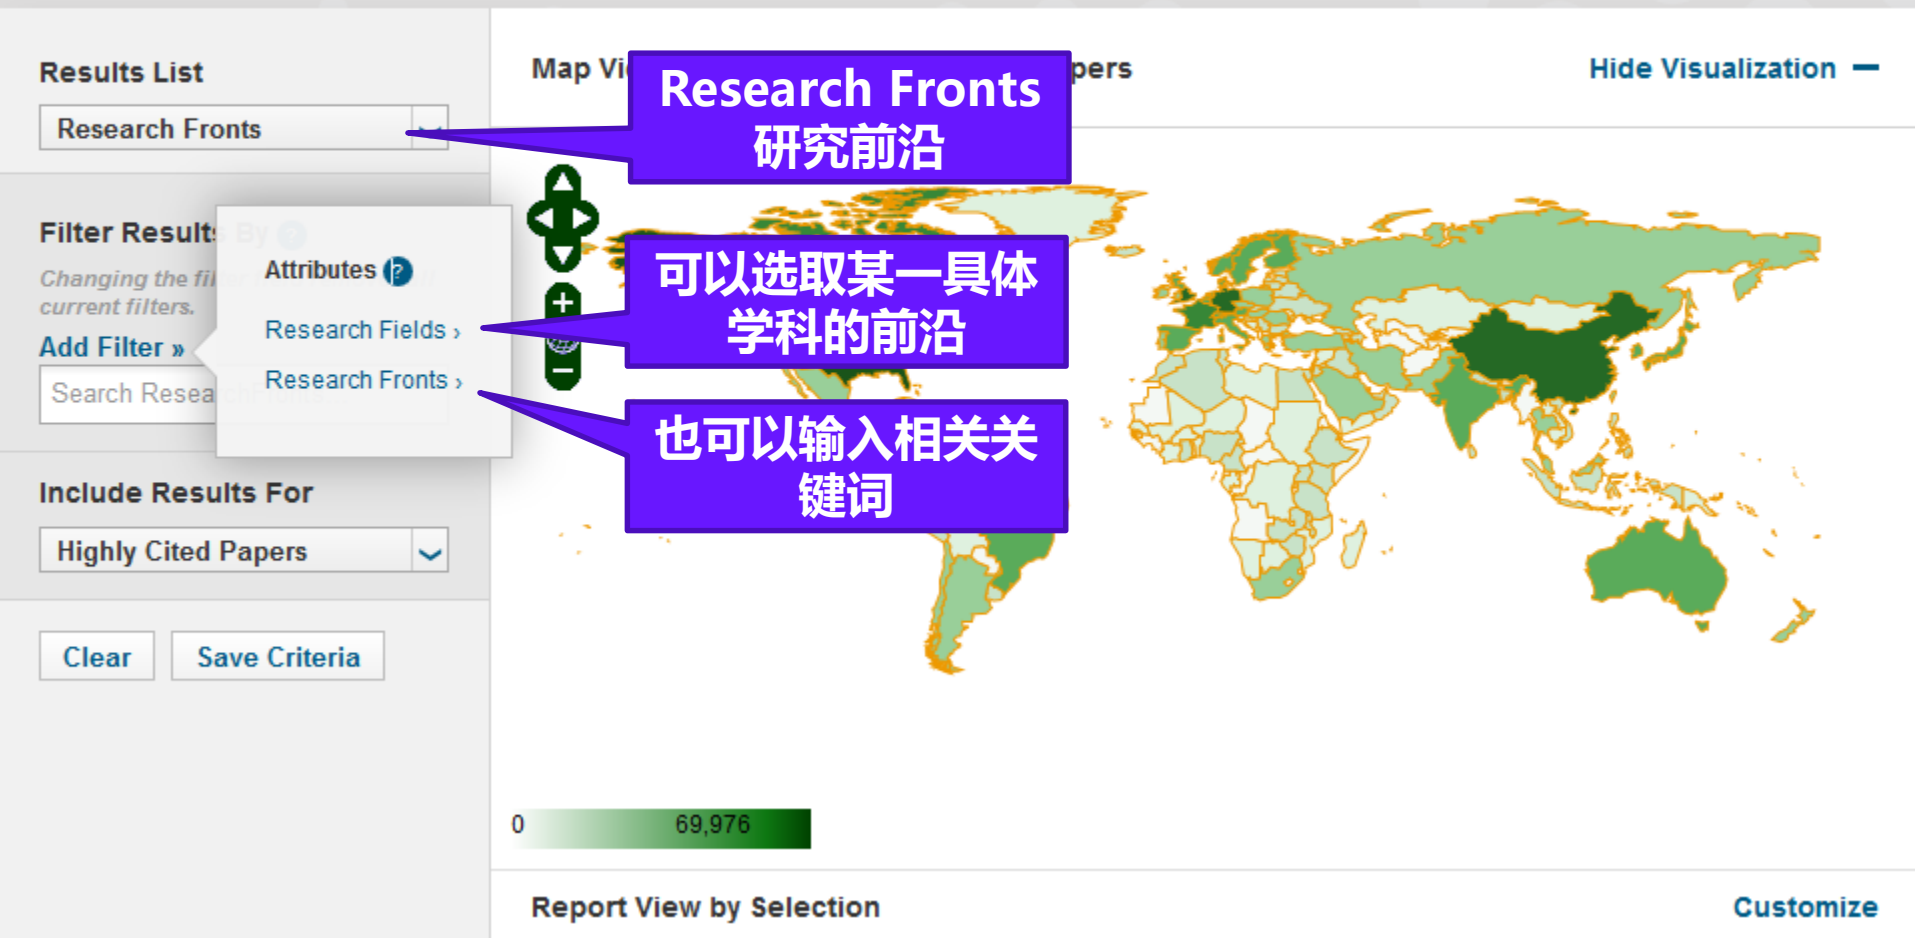 Results List
Research Fronts
Filter Results By
Changing the fi
current filters.
Add Filter »
Search Resea
Attributes ?
Research Fields ›
Research Fronts ›
Include Results For
Highly Cited Papers
Clear
Save Criteria
Map Vi
pers
Hide Visualization
Research Fronts
研究前沿
可以选取某一具体
学科的前沿
也可以输入相关关
键词
0
69,976
Report View by Selection
Customize